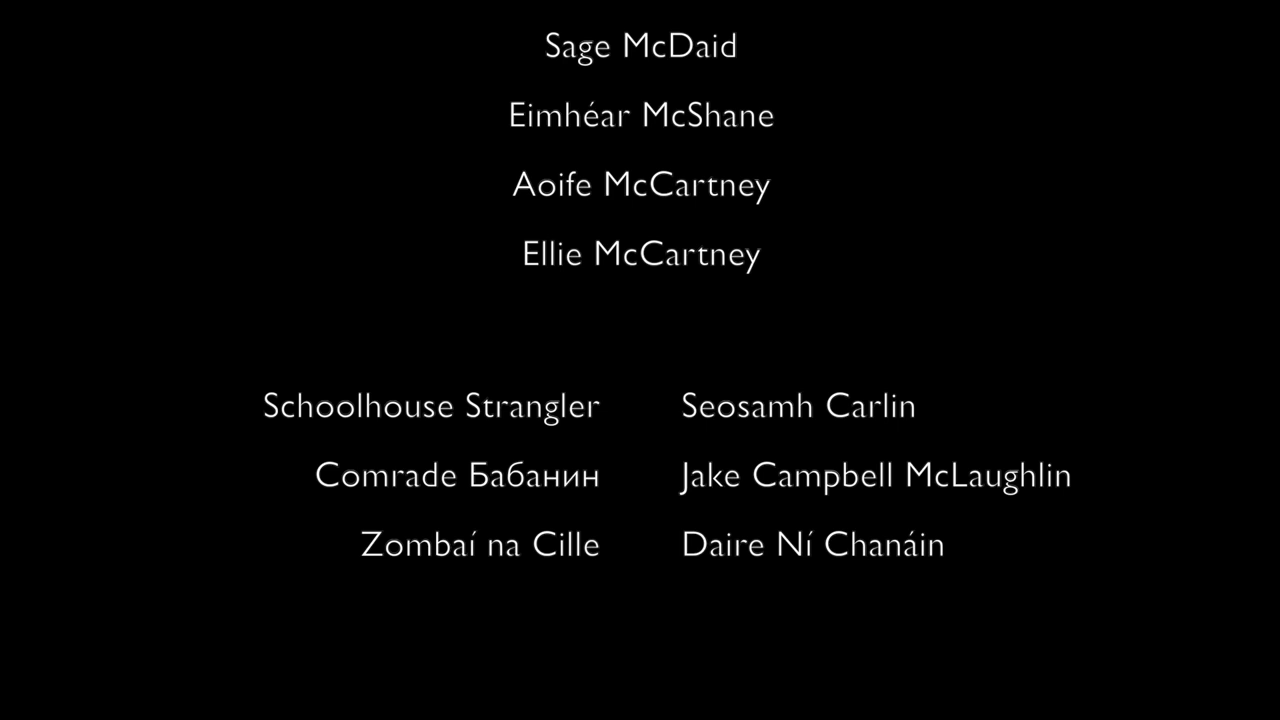 Sage McDaid
Eimhéar McShane
Aoife McCartney
Ellie McCartney
Schoolhouse Strangler Seosamh Carlin
Comrade Бабанин Jake Campbell McLaughlin
Zombaí na Cille Daire Ní Chanáin